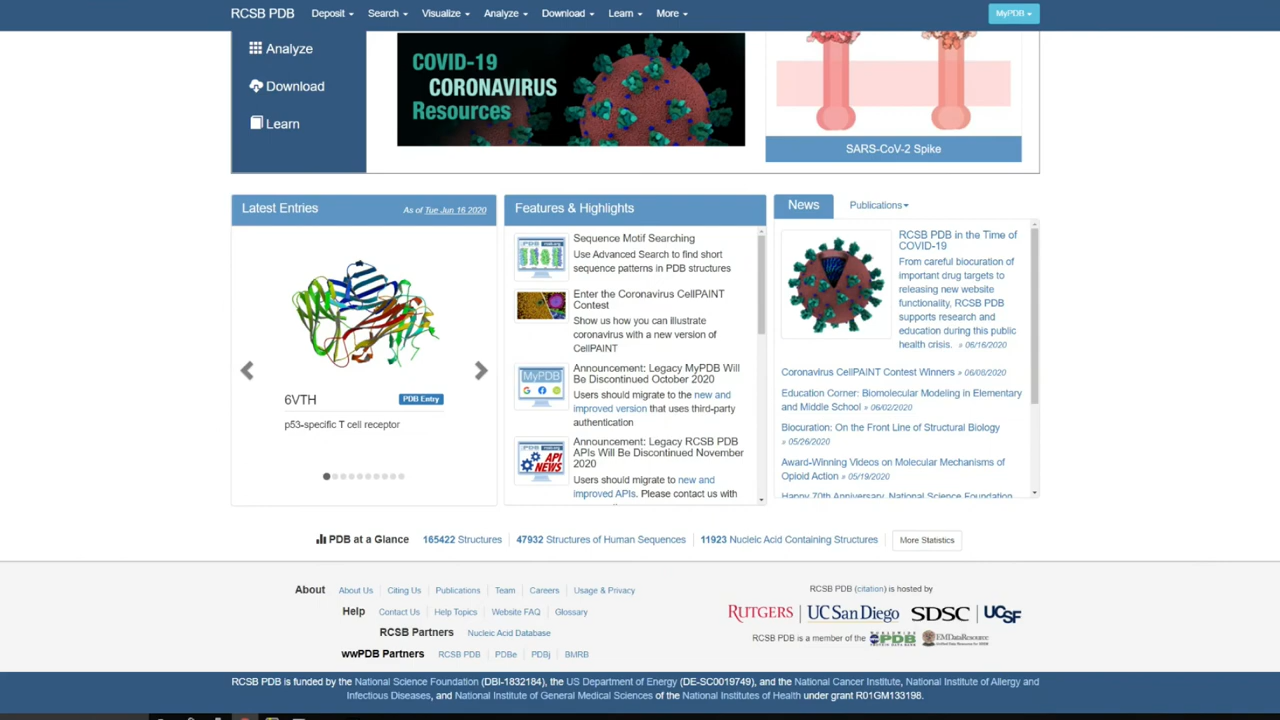 RCSB PDB Deposit Search Visualize Analyze Download Learn More MyPDB
Analyze
Download
Learn
COVID-19
CORONAVIRUS
Resources
SARS-CoV-2 Spike
Latest Entries As of Tue Jun 16 2020
6VTH PDB Entry
p53-specific T cell receptor
Features & Highlights
Sequence Motif Searching
Use Advanced Search to find short
sequence patterns in PDB structures
Enter the Coronavirus CellPAINT
Contest
Show us how you can illustrate
coronavirus with a new version of
CellPAINT
MyPDB
Announcement: Legacy MyPDB Will
Be Discontinued October 2020
Users should migrate to the new and
improved version that uses third-party
authentication
API
NEWS
Announcement: Legacy RCSB PDB
APIs Will Be Discontinued November
2020
Users should migrate to new and
improved APIs. Please contact us with
News Publications
RCSB PDB in the Time of
COVID-19
From careful biocuration of
important drug targets to
releasing new website
functionality, RCSB PDB
supports research and
education during this public
health crisis. » 06/16/2020
Coronavirus CellPAINT Contest Winners » 06/08/2020
Education Corner: Biomolecular Modeling in Elementary
and Middle School » 06/02/2020
Biocuration: On the Front Line of Structural Biology
» 05/26/2020
Award-Winning Videos on Molecular Mechanisms of
Opioid Action » 05/19/2020
Happy 70th Anniversary, National Science Foundation
PDB at a Glance 165422 Structures 47932 Structures of Human Sequences 11923 Nucleic Acid Containing Structures More Statistics
About About Us Citing Us Publications Team Careers Usage & Privacy
Help Contact Us Help Topics Website FAQ Glossary
RCSB Partners Nucleic Acid Database
wwPDB Partners RCSB PDB PDBe PDBj BMRB
RCSB PDB (citation) is hosted by
RUTGERS UC San Diego SDSC UCSF
RCSB PDB is a member of the PDB EMDataResource
RCSB PDB is funded by the National Science Foundation (DBI-1832184), the US Department of Energy (DE-SC0019749), and the National Cancer Institute, National Institute of Allergy and
Infectious Diseases, and National Institute of General Medical Sciences of the National Institutes of Health under grant R01GM133198.